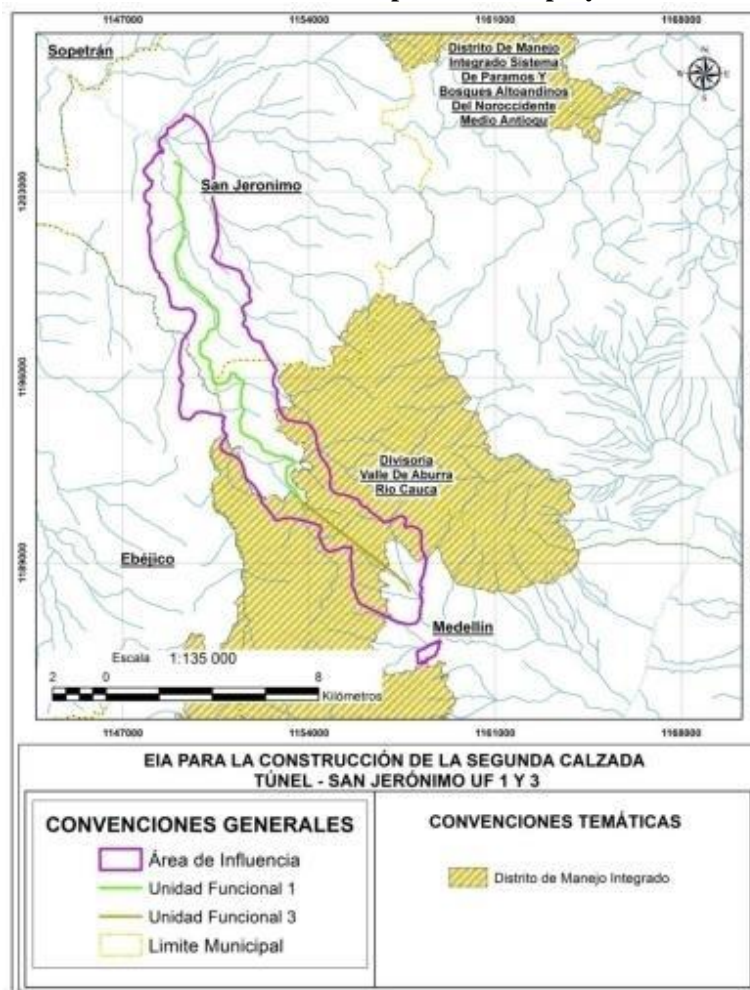 1147000 1154000 1161000 1168000
Sopetrán
Distrito De Manejo
Integrado Sistema
De Paramos Y
Bosques Altoandinos
Del Noroccidente
Medio Antioqu
N
S
1203000
San Jeronimo
1196000
Divisoria
Valle De Aburra
Rio Cauca
1189000
Ebéjico
Medellín
Escala 1:135 000
2 0 8
Kilómetros
1147000 1154000 1161000 1168000
EIA PARA LA CONSTRUCCIÓN DE LA SEGUNDA CALZADA
TÚNEL - SAN JERÓNIMO UF 1 Y 3
CONVENCIONES GENERALES
Área de Influencia
Unidad Funcional 1
Unidad Funcional 3
Limite Municipal
CONVENCIONES TEMÁTICAS
Distrito de Manejo Integrado